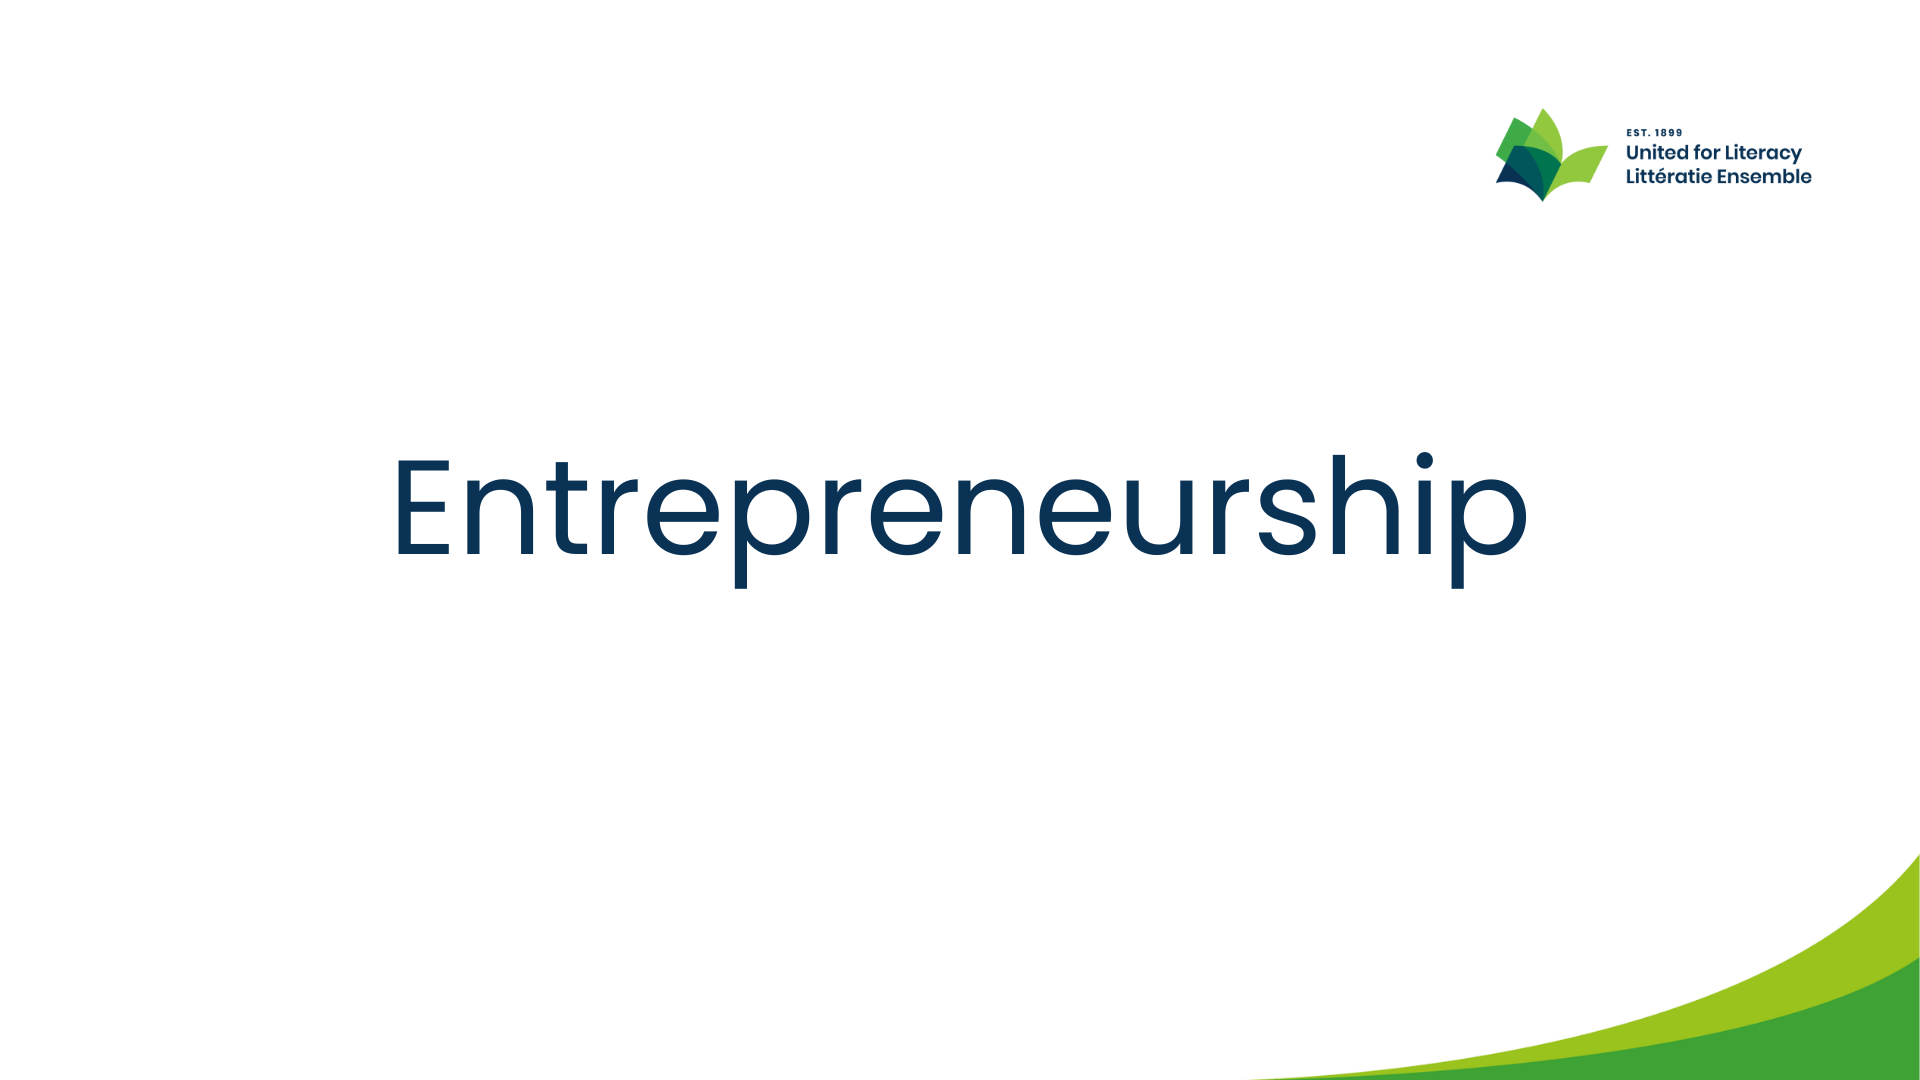 EST. 1899
United for Literacy
Littératie Ensemble
Entrepreneurship